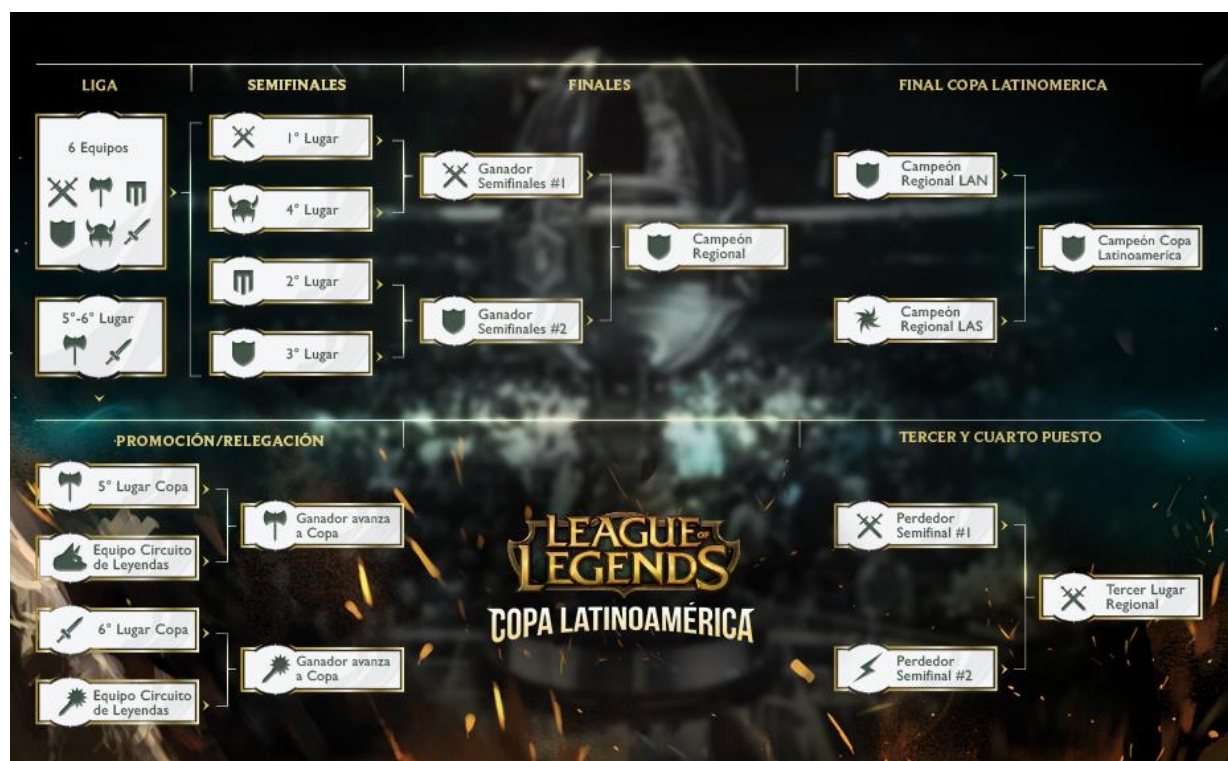 LIGA
6 Equipos
5°-6° Lugar
SEMIFINALES
1° Lugar
4° Lugar
2° Lugar
3° Lugar
FINALES
Ganador
Semifinales #1
Ganador
Semifinales #2
Campeón
Regional
FINAL COPA LATINOMERICA
Campeón
Regional LAN
Campeón
Regional LAS
Campeón Copa
Latinoamerica
PROMOCIÓN/RELEGACIÓN
5° Lugar Copa
Equipo Circuito
de Leyendas
Ganador avanza
a Copa
6° Lugar Copa
Equipo Circuito
de Leyendas
Ganador avanza
a Copa
LEAGUE OF
LEGENDS
COPA LATINOAMÉRICA
TERCER Y CUARTO PUESTO
Perdedor
Semifinal #1
Perdedor
Semifinal #2
Tercer Lugar
Regional